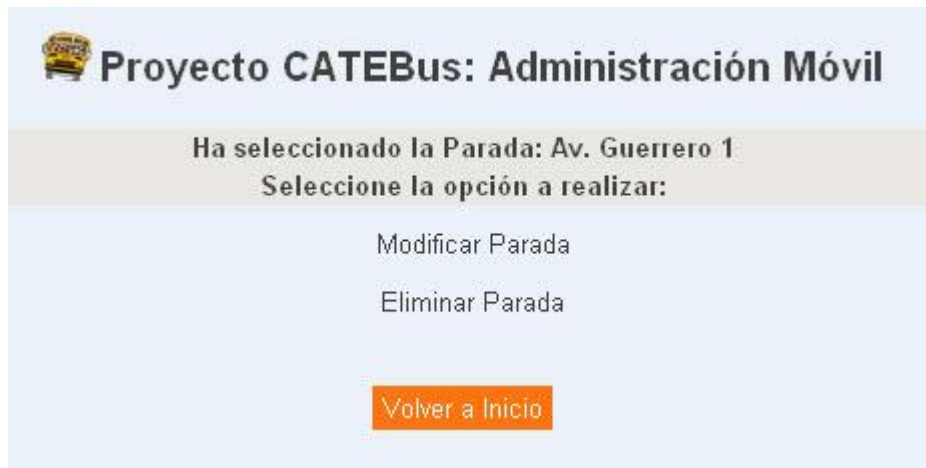 Proyecto CATEBus: Administración Móvil
Ha seleccionado la Parada: Av. Guerrero 1
Seleccione la opción a realizar:
Modificar Parada
Eliminar Parada
Volver a Inicio